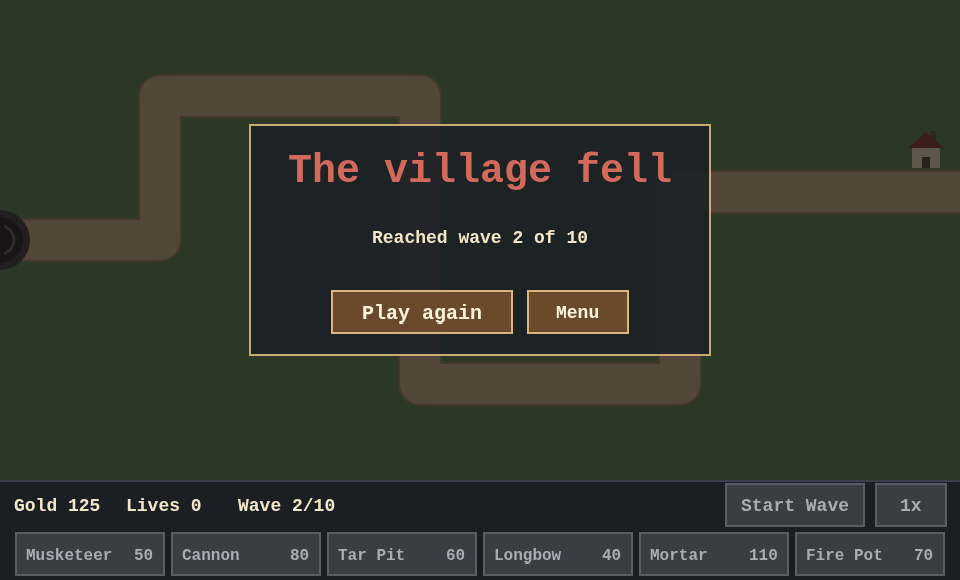 The village fell
Reached wave 2 of 10
Play again Menu
Gold 125 Lives 0 Wave 2/10 Start Wave 1x
Musketeer 50 Cannon 80 Tar Pit 60 Longbow 40 Mortar 110 Fire Pot 70